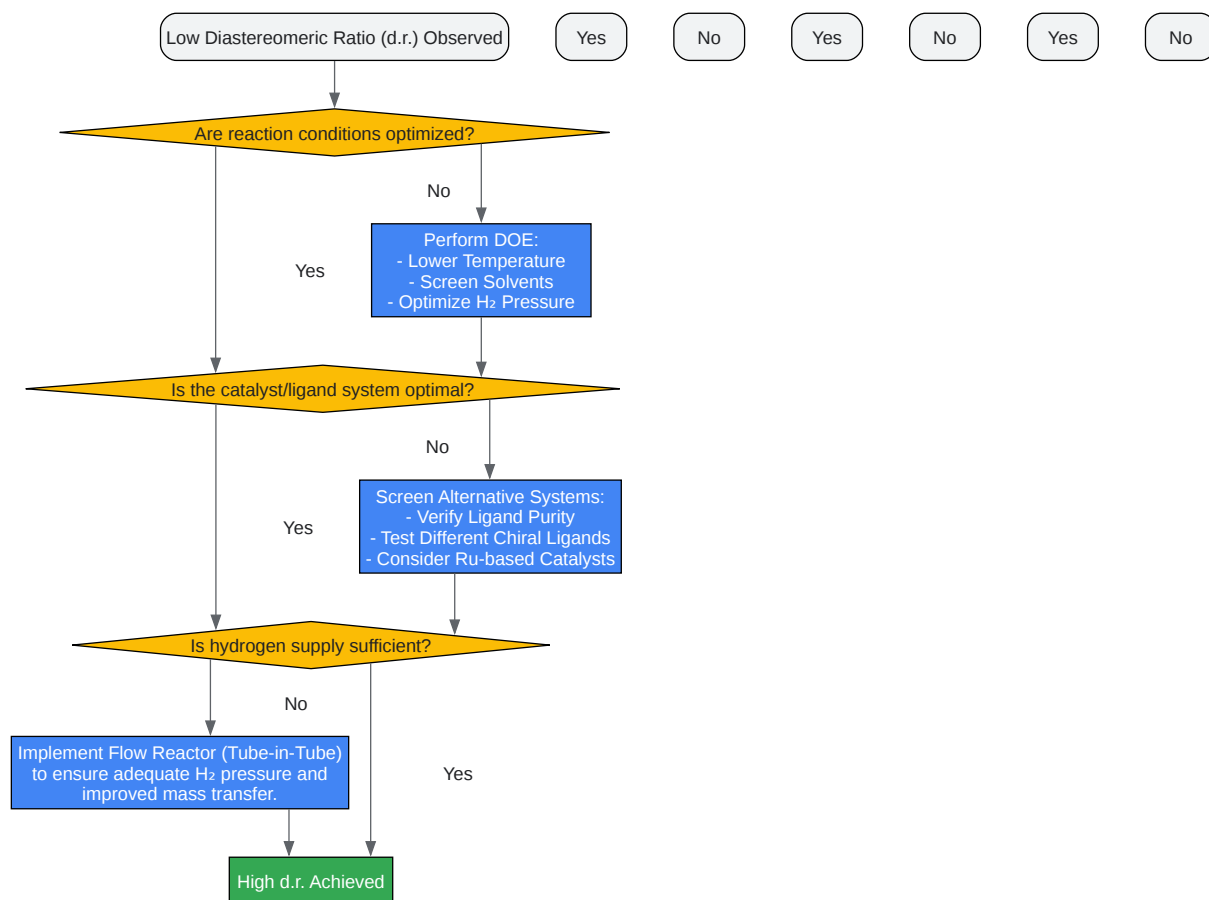 Low Diastereomeric Ratio (d.r.) Observed
Yes
No
Yes
No
Yes
No
Are reaction conditions optimized?
No
Perform DOE:
- Lower Temperature
- Screen Solvents
- Optimize H₂ Pressure
Yes
Is the catalyst/ligand system optimal?
No
Screen Alternative Systems:
- Verify Ligand Purity
- Test Different Chiral Ligands
- Consider Ru-based Catalysts
Yes
Is hydrogen supply sufficient?
No
Implement Flow Reactor (Tube-in-Tube)
to ensure adequate H₂ pressure and
improved mass transfer.
Yes
High d.r. Achieved